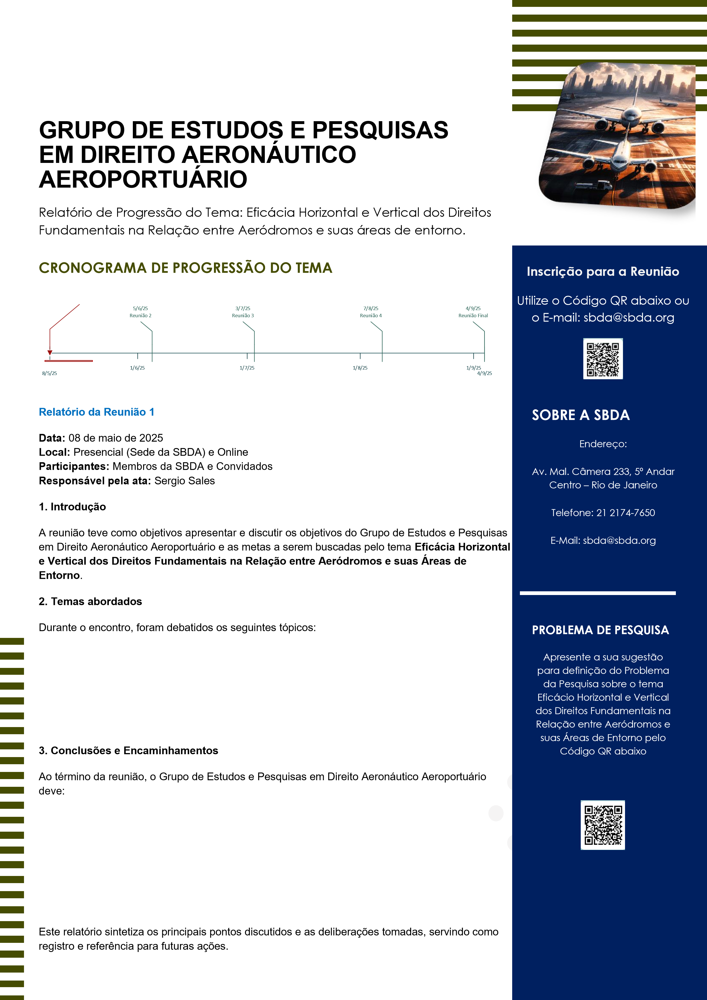 GRUPO DE ESTUDOS E PESQUISAS
EM DIREITO AERONÁUTICO
AEROPORTUÁRIO
Relatório de Progressão do Tema: Eficácia Horizontal e Vertical dos Direitos
Fundamentais na Relação entre Aeródromos e suas áreas de entorno.
CRONOGRAMA DE PROGRESSÃO DO TEMA
5/6/25
Reunião 2
3/7/25
Reunião 3
7/8/25
Reunião 4
4/9/25
Reunião Final
8/5/25
1/6/25
1/7/25
1/8/25
1/9/25
4/9/25
Relatório da Reunião 1
Data: 08 de maio de 2025
Local: Presencial (Sede da SBDA) e Online
Participantes: Membros da SBDA e Convidados
Responsável pela ata: Sergio Sales
1. Introdução
A reunião teve como objetivos apresentar e discutir os objetivos do Grupo de Estudos e Pesquisas
em Direito Aeronáutico Aeroportuário e as metas a serem buscadas pelo tema Eficácia Horizontal
e Vertical dos Direitos Fundamentais na Relação entre Aeródromos e suas Áreas de
Entorno.
2. Temas abordados
Durante o encontro, foram debatidos os seguintes tópicos:
3. Conclusões e Encaminhamentos
Ao término da reunião, o Grupo de Estudos e Pesquisas em Direito Aeronáutico Aeroportuário
deve:
Este relatório sintetiza os principais pontos discutidos e as deliberações tomadas, servindo como
registro e referência para futuras ações.
Inscrição para a Reunião
Utilize o Código QR abaixo ou
o E-mail: sbda@sbda.org
SOBRE A SBDA
Endereço:
Av. Mal. Câmera 233, 5º Andar
Centro – Rio de Janeiro
Telefone: 21 2174-7650
E-Mail: sbda@sbda.org
PROBLEMA DE PESQUISA
Apresente a sua sugestão
para definição do Problema
da Pesquisa sobre o tema
Eficácio Horizontal e Vertical
dos Direitos Fundamentais na
Relação entre Aeródromos e
suas Áreas de Entorno pelo
Código QR abaixo